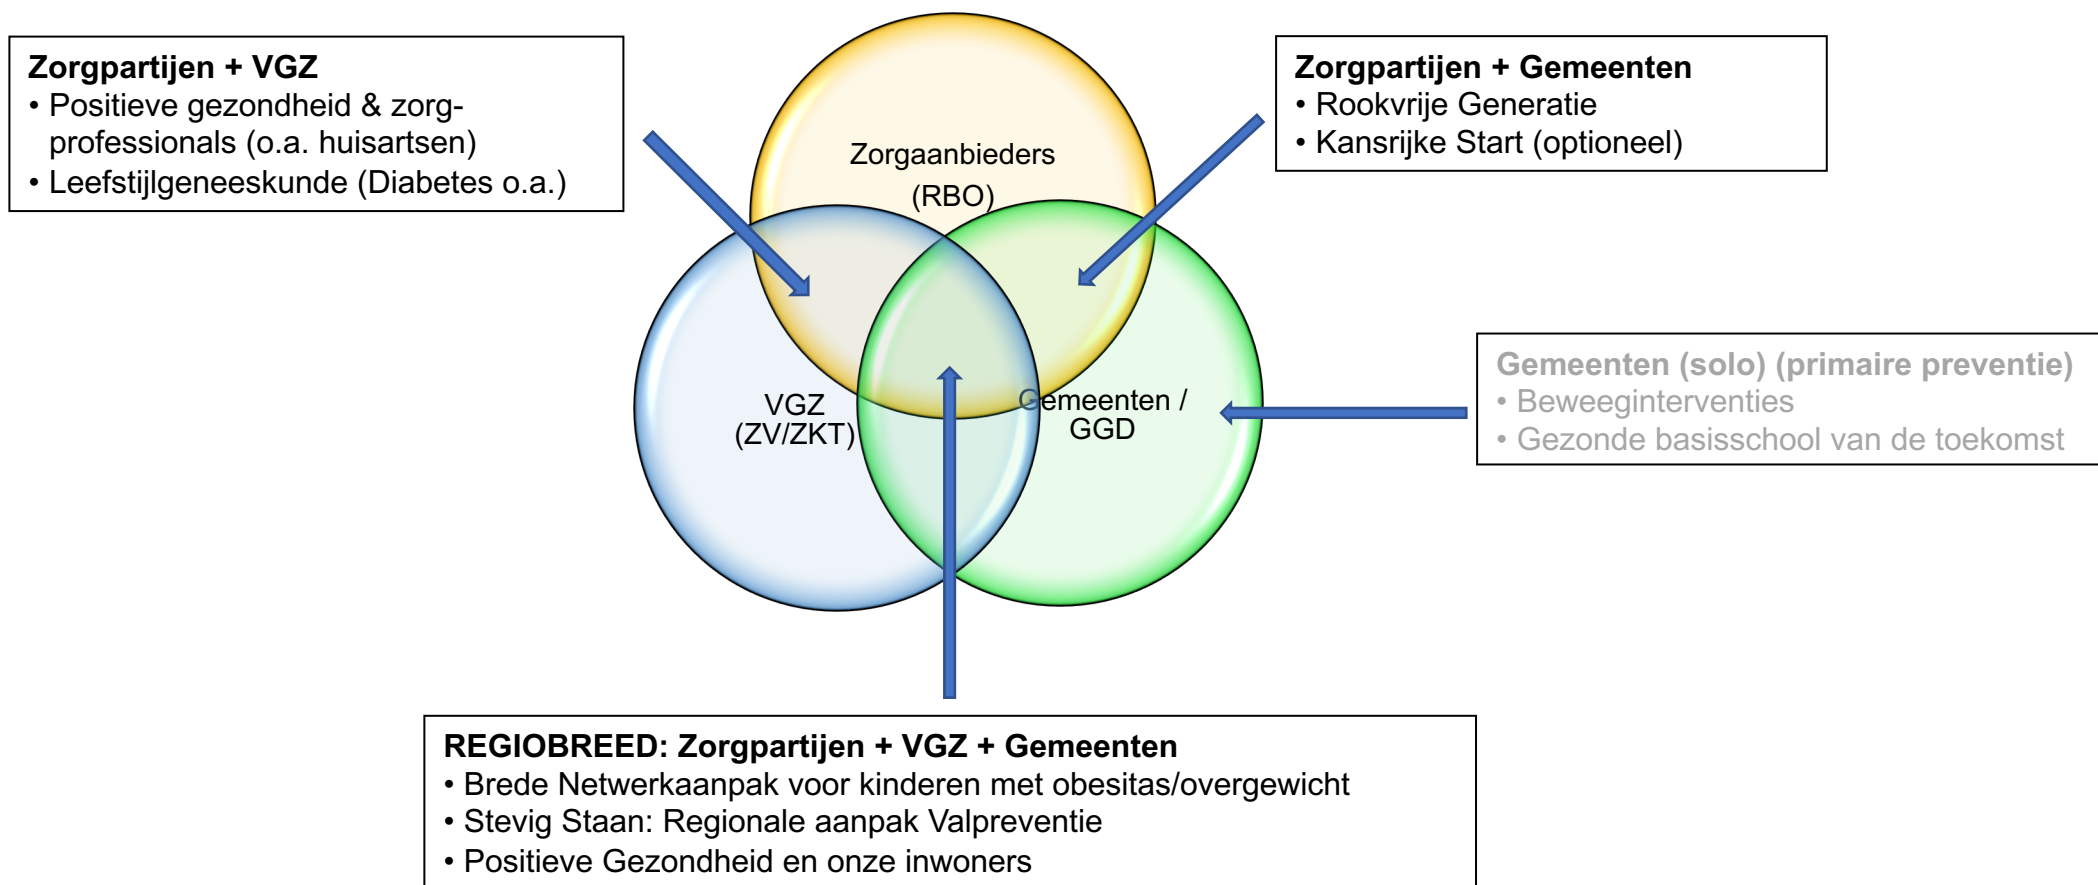 Zorgpartijen + VGZ
• Positieve gezondheid & zorg-
professionals (o.a. huisartsen)
• Leefstijlgeneeskunde (Diabetes o.a.)
Zorgpartijen + Gemeenten
• Rookvrije Generatie
• Kansrijke Start (optioneel)
Zorgaanbieders
(RBO)
VGZ
(ZV/ZKT)
Gemeenten /
GGD
Gemeenten (solo) (primaire preventie)
• Beweeginterventies
• Gezonde basisschool van de toekomst
REGIOBREED: Zorgpartijen + VGZ + Gemeenten
• Brede Netwerkaanpak voor kinderen met obesitas/overgewicht
• Stevig Staan: Regionale aanpak Valpreventie
• Positieve Gezondheid en onze inwoners